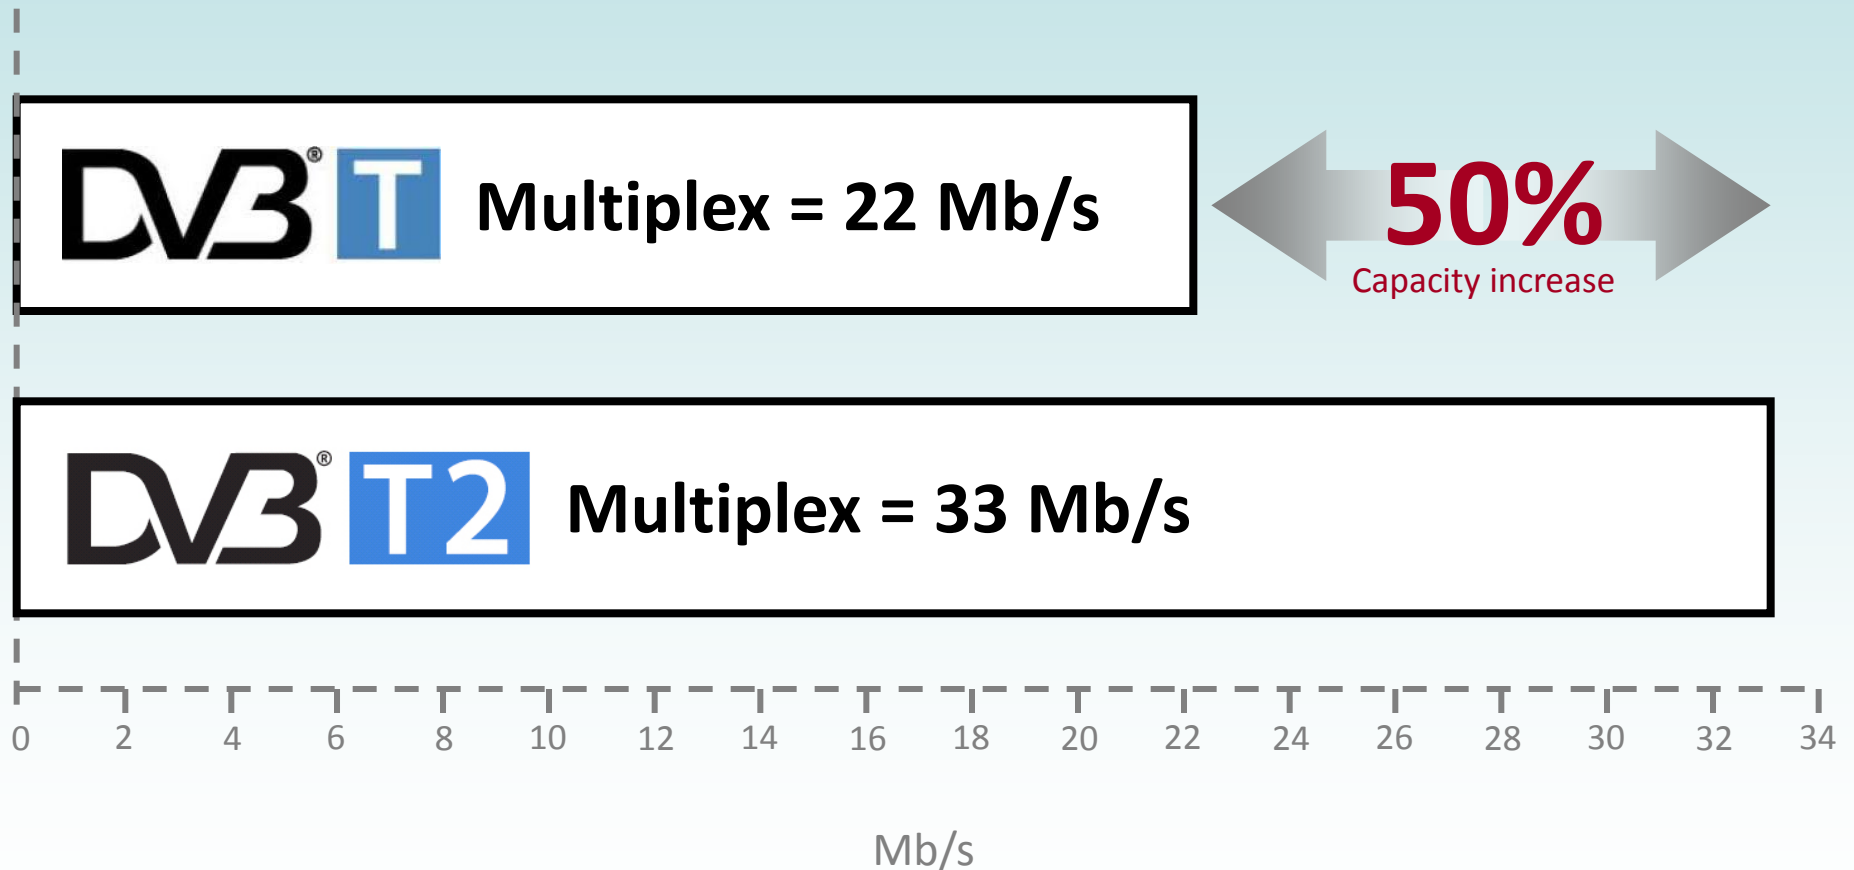 DVB® T Multiplex = 22 Mb/s
50%
Capacity increase
DVB® T2 Multiplex = 33 Mb/s
0 2 4 6 8 10 12 14 16 18 20 22 24 26 28 30 32 34
Mb/s